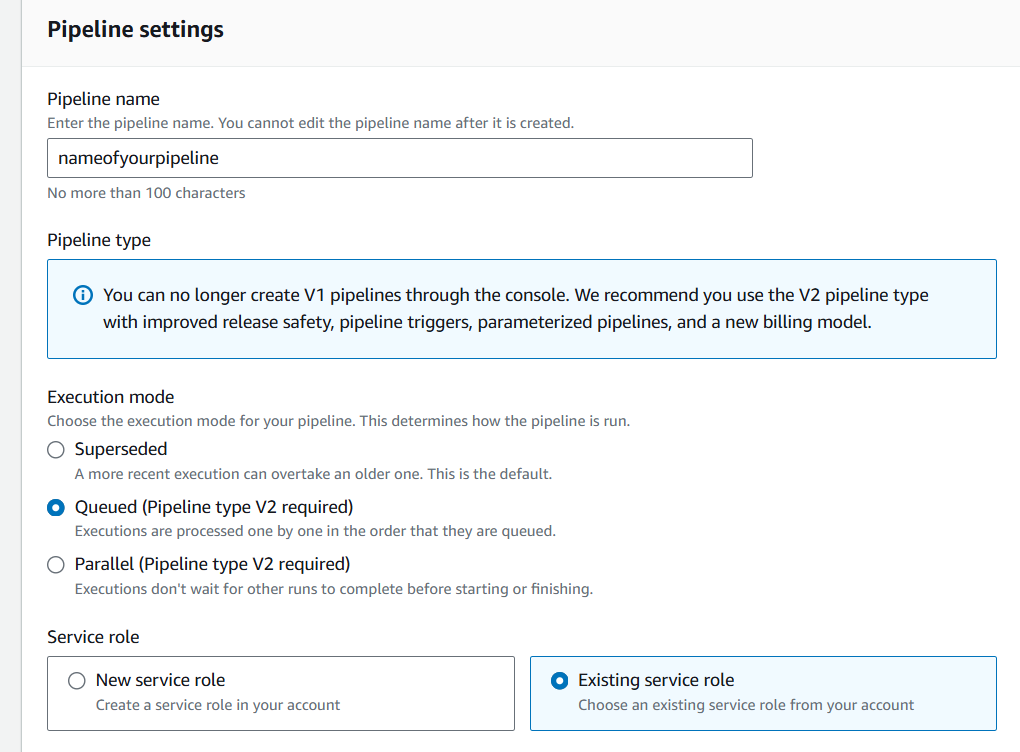 Pipeline settings
Pipeline name
Enter the pipeline name. You cannot edit the pipeline name after it is created.
nameofyourpipeline
No more than 100 characters
Pipeline type
You can no longer create V1 pipelines through the console. We recommend you use the V2 pipeline type
with improved release safety, pipeline triggers, parameterized pipelines, and a new billing model.
Execution mode
Choose the execution mode for your pipeline. This determines how the pipeline is run.
Superseded
A more recent execution can overtake an older one. This is the default.
Queued (Pipeline type V2 required)
Executions are processed one by one in the order that they are queued.
Parallel (Pipeline type V2 required)
Executions don't wait for other runs to complete before starting or finishing.
Service role
New service role
Create a service role in your account
Existing service role
Choose an existing service role from your account